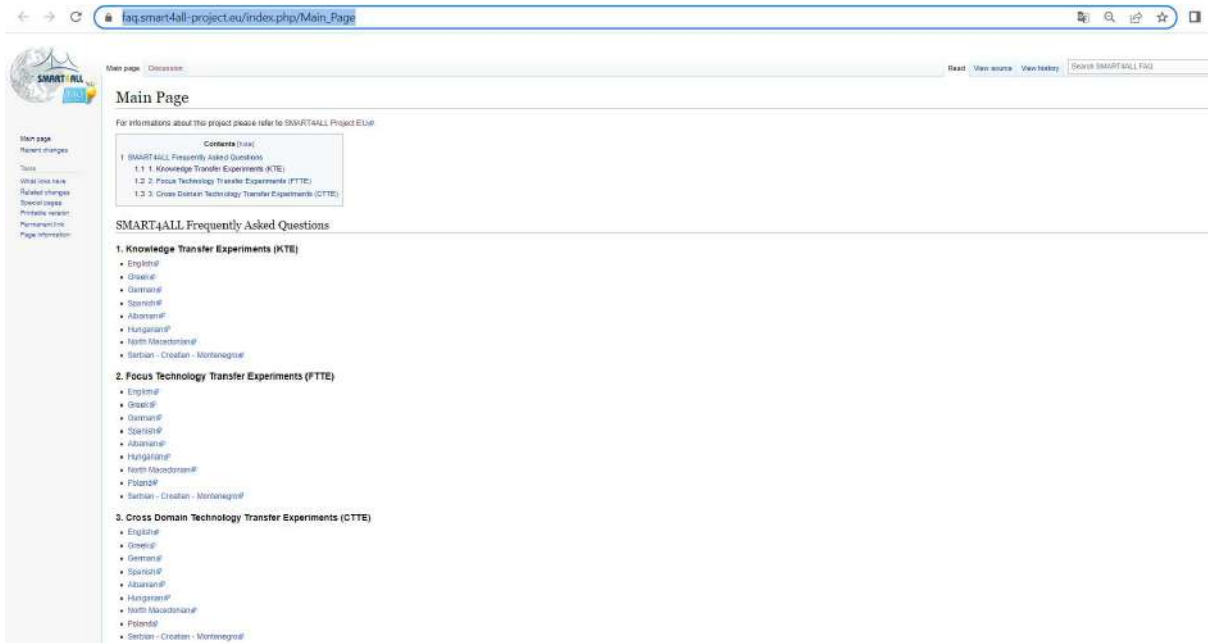 faq.smart4all-project.eu/index.php/Main_Page
SMART4ALL
FAQ
Main page Discussion
Read View source View history Search SMART4ALL FAQ
Main Page
For informations about this project please refer to SMART4ALL Project EU
Main page
Recent changes
Tools
What links here
Related changes
Special pages
Printable version
Permanent link
Page information
Contents [hide]
1 SMART4ALL Frequently Asked Questions
1.1 1. Knowledge Transfer Experiments (KTE)
1.2 2. Focus Technology Transfer Experiments (FTTE)
1.3 3. Cross Domain Technology Transfer Experiments (CTTE)
SMART4ALL Frequently Asked Questions
1. Knowledge Transfer Experiments (KTE)
• English
• Greek
• German
• Spanish
• Albanian
• Hungarian
• North Macedonian
• Serbian - Croatian - Montenegro
2. Focus Technology Transfer Experiments (FTTE)
• English
• Greek
• German
• Spanish
• Albanian
• Hungarian
• North Macedonian
• Poland
• Serbian - Croatian - Montenegro
3. Cross Domain Technology Transfer Experiments (CTTE)
• English
• Greek
• German
• Spanish
• Albanian
• Hungarian
• North Macedonian
• Poland
• Serbian - Croatian - Montenegro